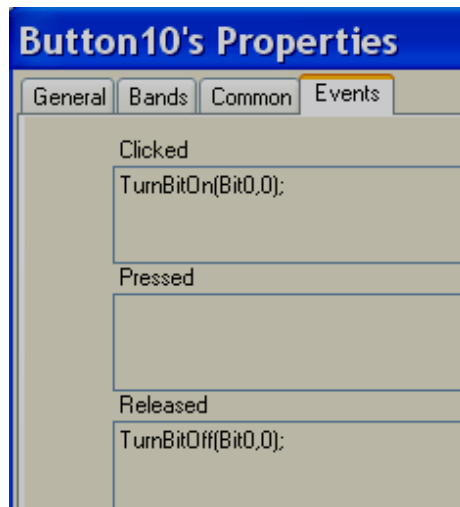 Button10's Properties
General Bands Common Events
Clicked
TurnBitOn(Bit0,0);
Pressed
Released
TurnBitOff(Bit0,0);